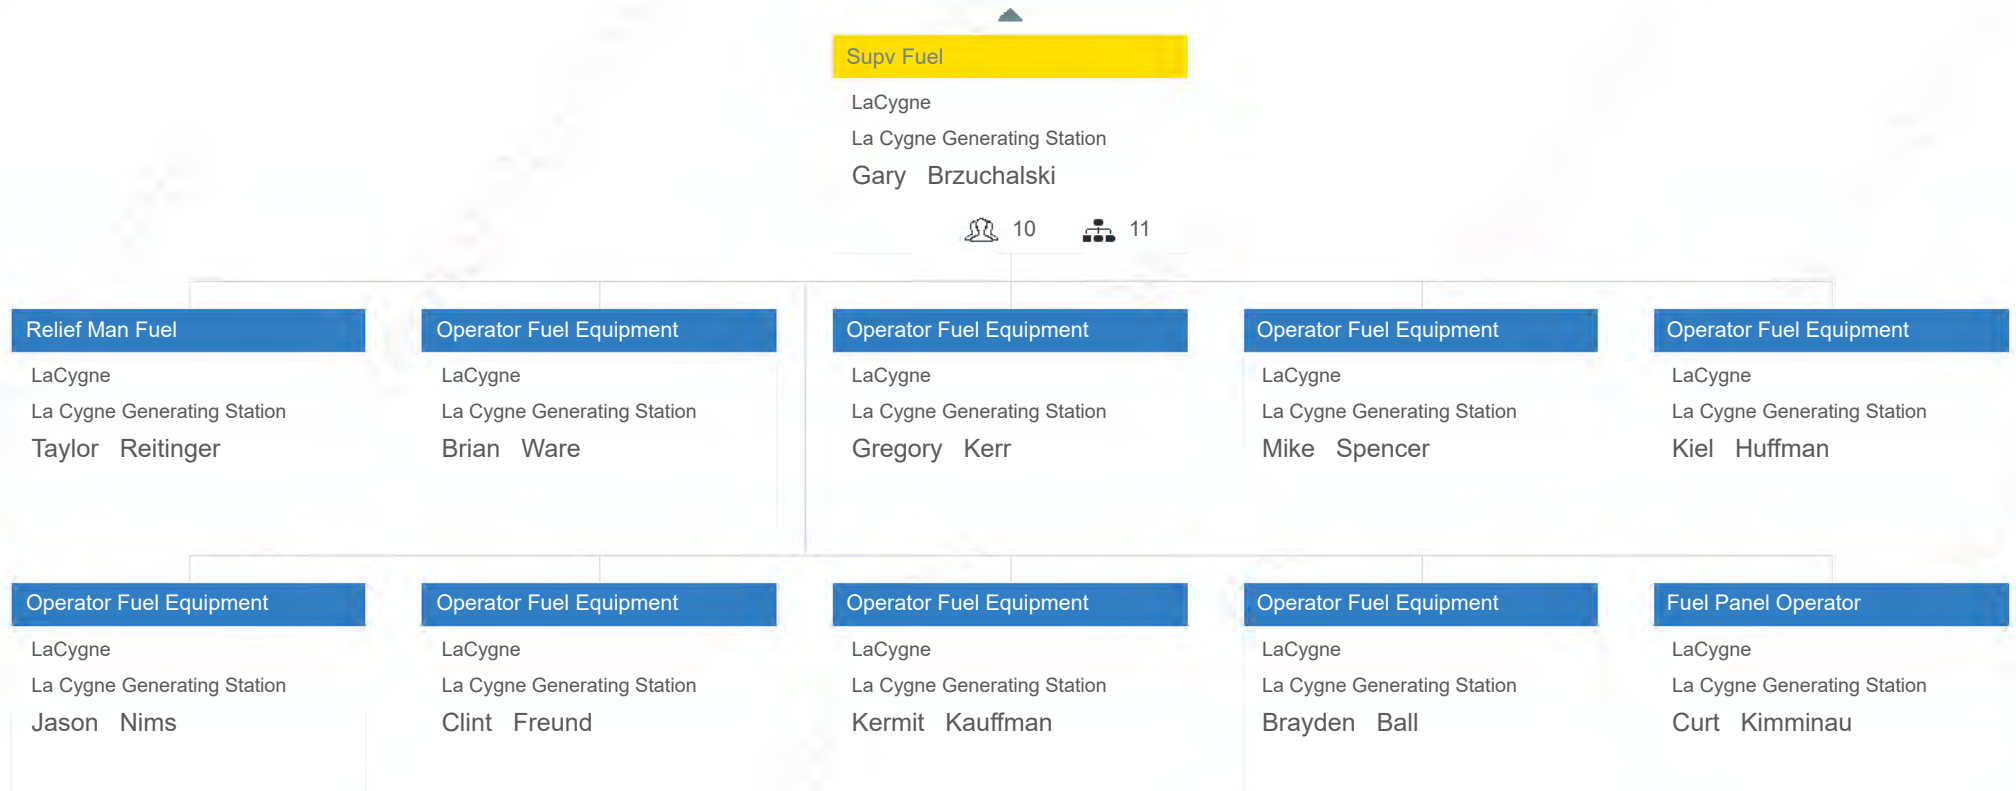 Supv Fuel
LaCygne
La Cygne Generating Station
Gary Brzuchalski
10 11
Relief Man Fuel
LaCygne
La Cygne Generating Station
Taylor Reitinger
Operator Fuel Equipment
LaCygne
La Cygne Generating Station
Brian Ware
Operator Fuel Equipment
LaCygne
La Cygne Generating Station
Gregory Kerr
Operator Fuel Equipment
LaCygne
La Cygne Generating Station
Mike Spencer
Operator Fuel Equipment
LaCygne
La Cygne Generating Station
Kiel Huffman
Operator Fuel Equipment
LaCygne
La Cygne Generating Station
Jason Nims
Operator Fuel Equipment
LaCygne
La Cygne Generating Station
Clint Freund
Operator Fuel Equipment
LaCygne
La Cygne Generating Station
Kermit Kauffman
Operator Fuel Equipment
LaCygne
La Cygne Generating Station
Brayden Ball
Fuel Panel Operator
LaCygne
La Cygne Generating Station
Curt Kimminau